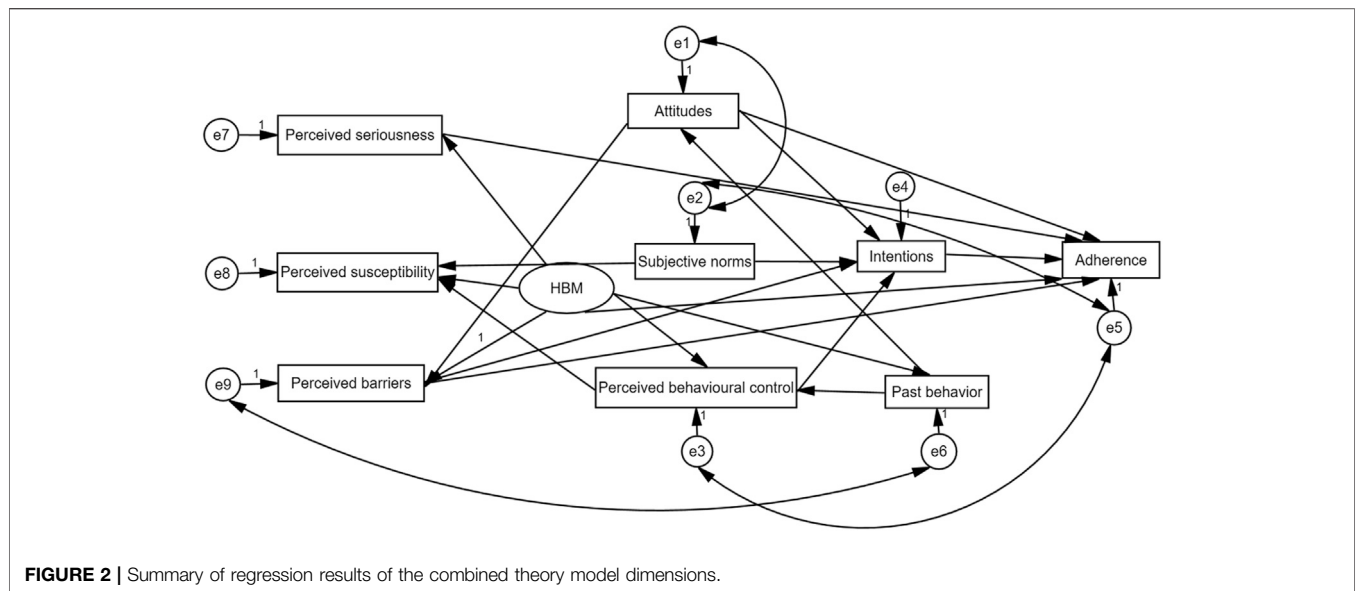 e1
1
Attitudes
e7
1
Perceived seriousness
e2
1
e4
1
Subjective norms
Intentions
Adherence
e8
1
Perceived susceptibility
HBM
1
e5
1
e9
1
Perceived barriers
Perceived behavioural control
Past behavior
1
1
e3
e6
FIGURE 2 | Summary of regression results of the combined theory model dimensions.